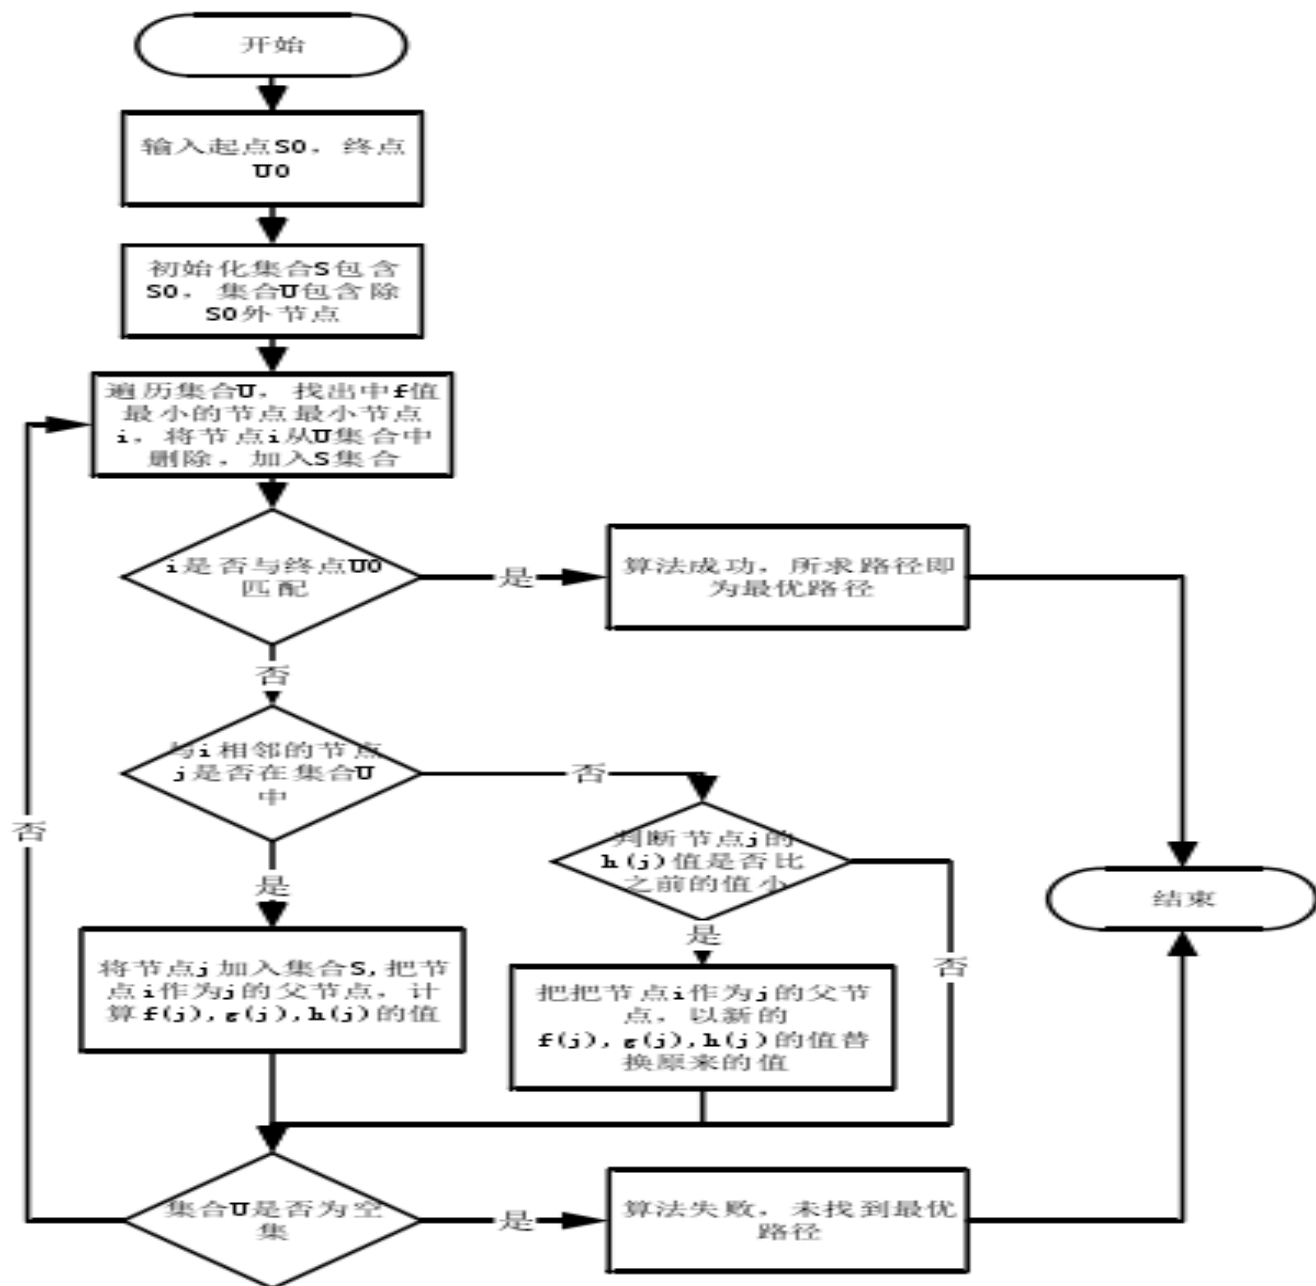 开始
输入起点S0，终点
U0
初始化集合S包含
S0，集合U包含除
S0外节点
遍历集合U，找出中f值
最小的节点最小节点
i，将节点i从U集合中
删除，加入S集合
i是否与终点U0
匹配
是
算法成功，所求路径即
为最优路径
否
与i相邻的节点
j是否在集合U
中
否
判断节点j的
h(j)值是否比
之前的值小
否
是
将节点j加入集合S,把节
点i作为j的父节点，计
算f(j),g(j),h(j)的值
是
把把节点i作为j的父节
点，以新的
f(j),g(j),h(j)的值替
换原来的值
否
结束
集合U是否为空
集
是
算法失败，未找到最优
路径